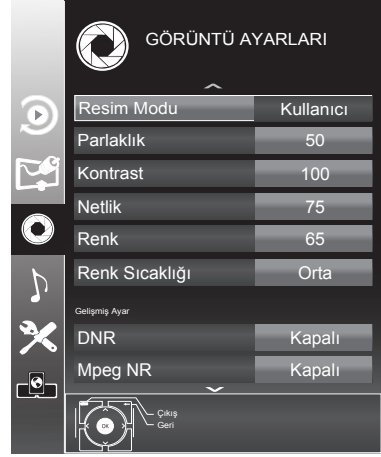 GÖRÜNTÜ AYARLARI
Resim Modu Kullanıcı
Parlaklık 50
Kontrast 100
Netlik 75
Renk 65
Renk Sıcaklığı Orta
Gelişmiş Ayar
DNR Kapalı
Mpeg NR Kapalı
Çıkış
Geri
OK